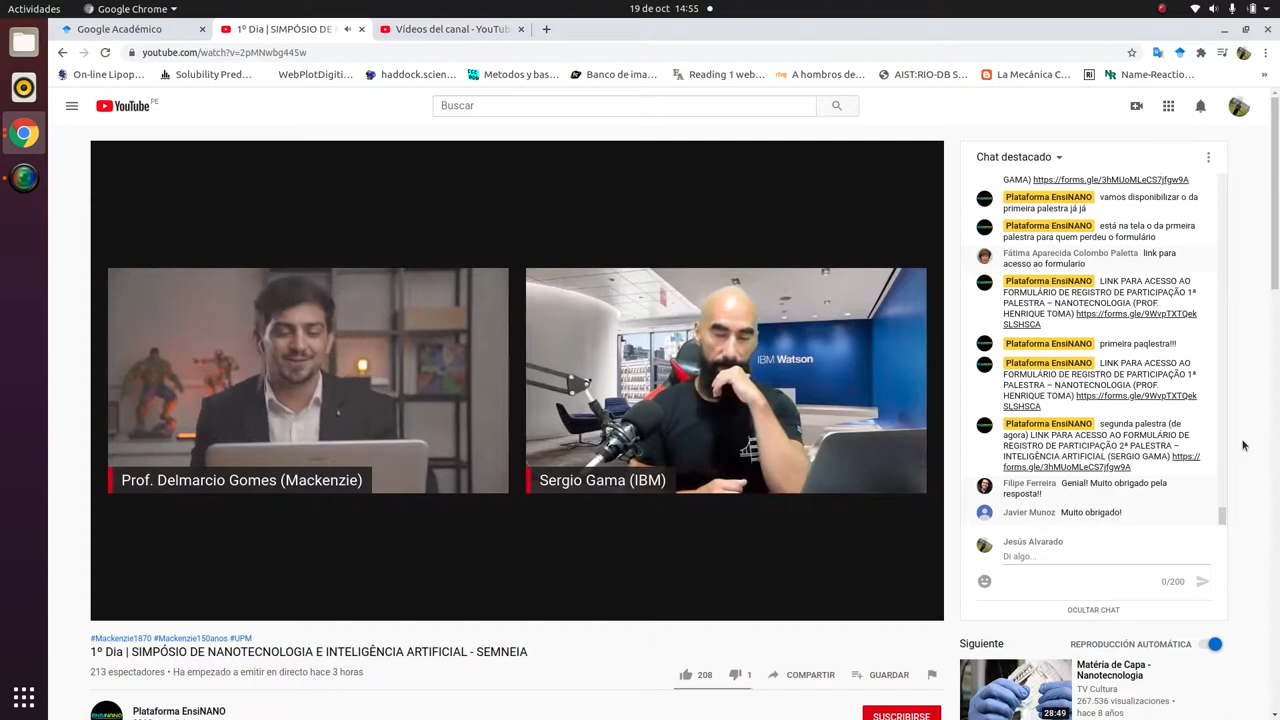 Actividades
Google Chrome
19 de oct 14:55
Google Académico
1º Dia | SIMPÓSIO DE N
Vídeos del canal - YouTub
youtube.com/watch?v=2pMNwbg445w
On-line Lipop…
Solubility Pred…
WebPlotDigiti…
haddock.scien…
Metodos y bas…
Banco de imag…
Reading 1 web…
A hombros de…
AIST:RIO-DB S…
La Mecánica C…
Name-Reactio…
»
YouTube PE
Buscar
Prof. Delmarcio Gomes (Mackenzie)
IBM Watson
Sergio Gama (IBM)
#Mackenzie1870 #Mackenzie150anos #UPM
1º Dia | SIMPÓSIO DE NANOTECNOLOGIA E INTELIGÊNCIA ARTIFICIAL - SEMNEIA
213 espectadores • Ha empezado a emitir en directo hace 3 horas
208
1
COMPARTIR
GUARDAR
Plataforma EnsiNANO
SUSCRIBIRSE
Chat destacado
GAMA) https://forms.gle/3hMUoMLeCS7jfgw9A
Plataforma EnsiNANO vamos disponibilizar o da
primeira palestra já já
Plataforma EnsiNANO está na tela o da prmeira
palestra para quem perdeu o formulário
Fátima Aparecida Colombo Paletta link para
acesso ao formulario
Plataforma EnsiNANO LINK PARA ACESSO AO
FORMULÁRIO DE REGISTRO DE PARTICIPAÇÃO 1ª
PALESTRA – NANOTECNOLOGIA (PROF.
HENRIQUE TOMA) https://forms.gle/9WvpTXTQek
SLSHSCA
Plataforma EnsiNANO primeira paqlestra!!!
Plataforma EnsiNANO LINK PARA ACESSO AO
FORMULÁRIO DE REGISTRO DE PARTICIPAÇÃO 1ª
PALESTRA – NANOTECNOLOGIA (PROF.
HENRIQUE TOMA) https://forms.gle/9WvpTXTQek
SLSHSCA
Plataforma EnsiNANO segunda palestra (de
agora) LINK PARA ACESSO AO FORMULÁRIO DE
REGISTRO DE PARTICIPAÇÃO 2ª PALESTRA –
INTELIGÊNCIA ARTIFICIAL (SERGIO GAMA) https://
forms.gle/3hMUoMLeCS7jfgw9A
Filipe Ferreira Genial! Muito obrigado pela
resposta!!
Javier Munoz Muito obrigado!
Jesús Alvarado
Di algo...
0/200
OCULTAR CHAT
Siguiente
REPRODUCCIÓN AUTOMÁTICA
Matéria de Capa -
Nanotecnologia
TV Cultura
267.536 visualizaciones •
hace 8 años
28:49